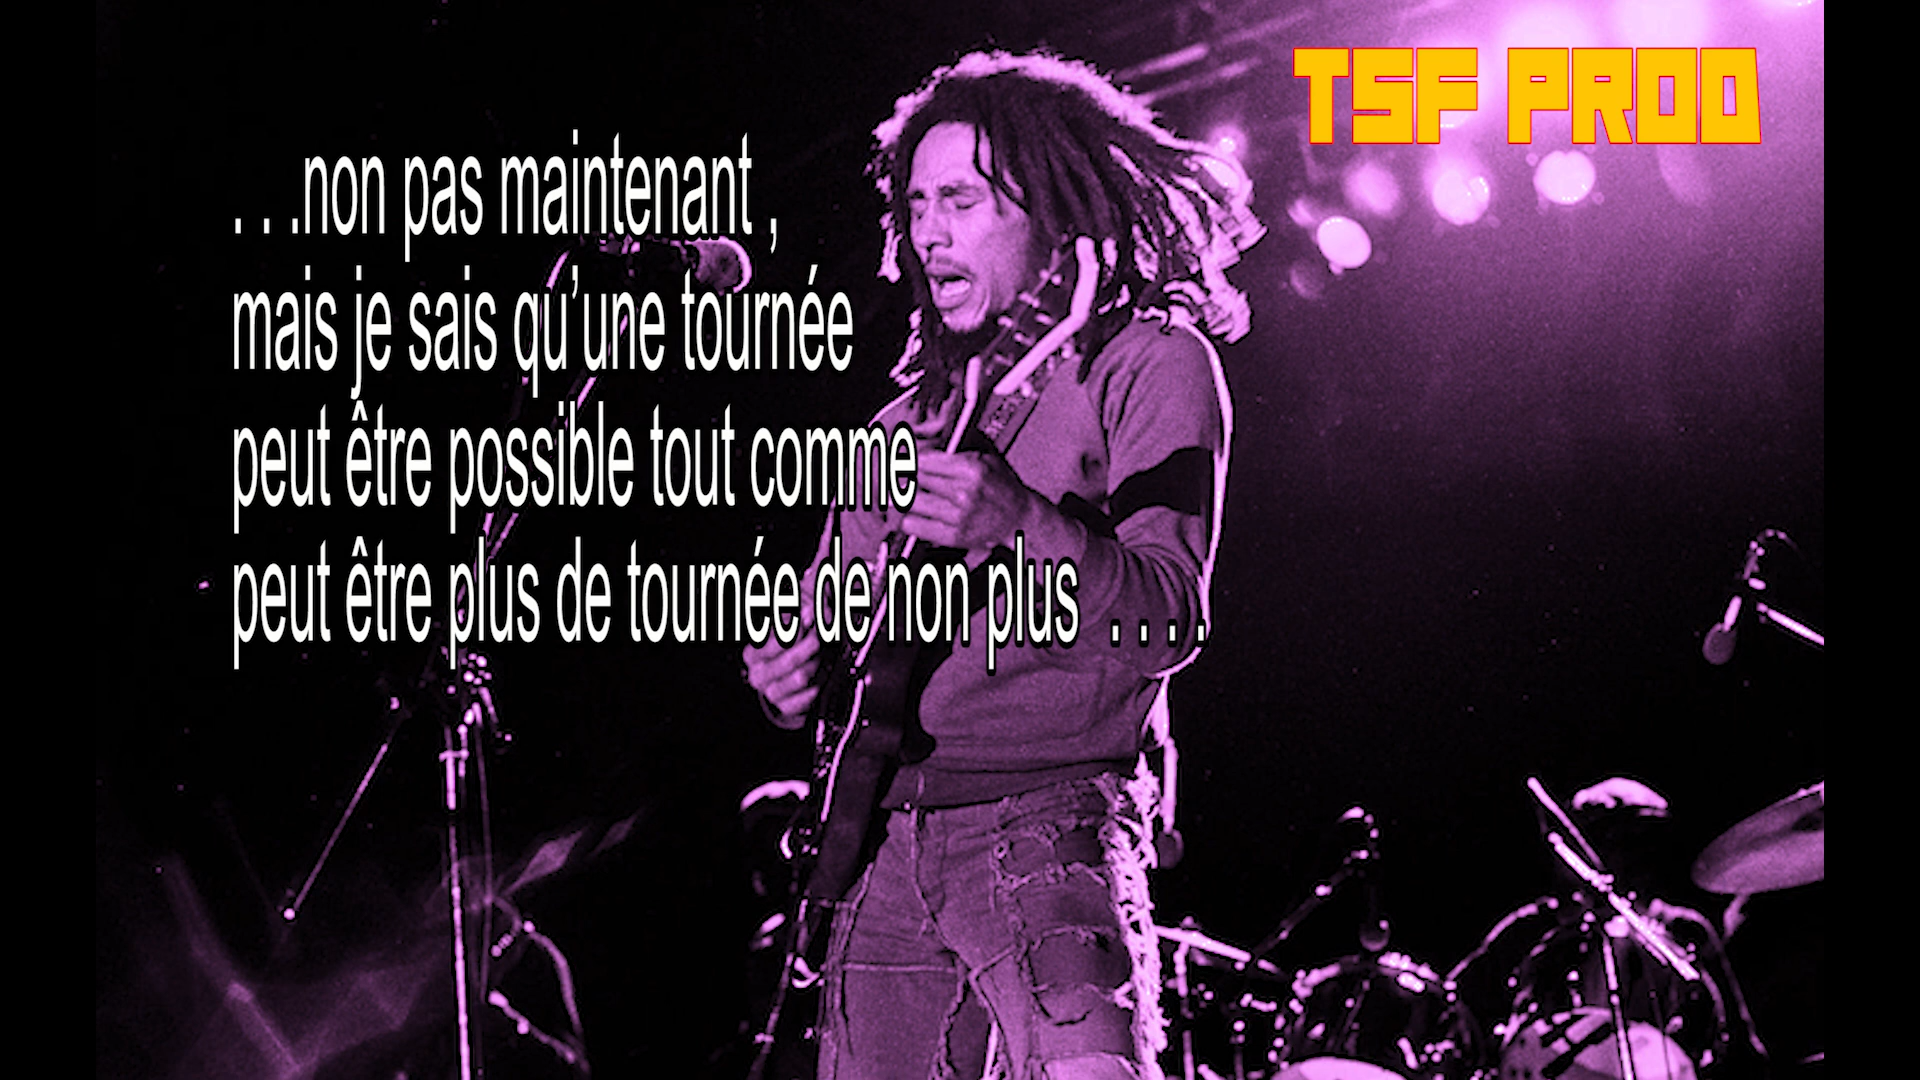 TSF PROD
. . .non pas maintenant ,
mais je sais qu’une tournée
peut être possible tout comme
peut être plus de tournée de non plus . . . .